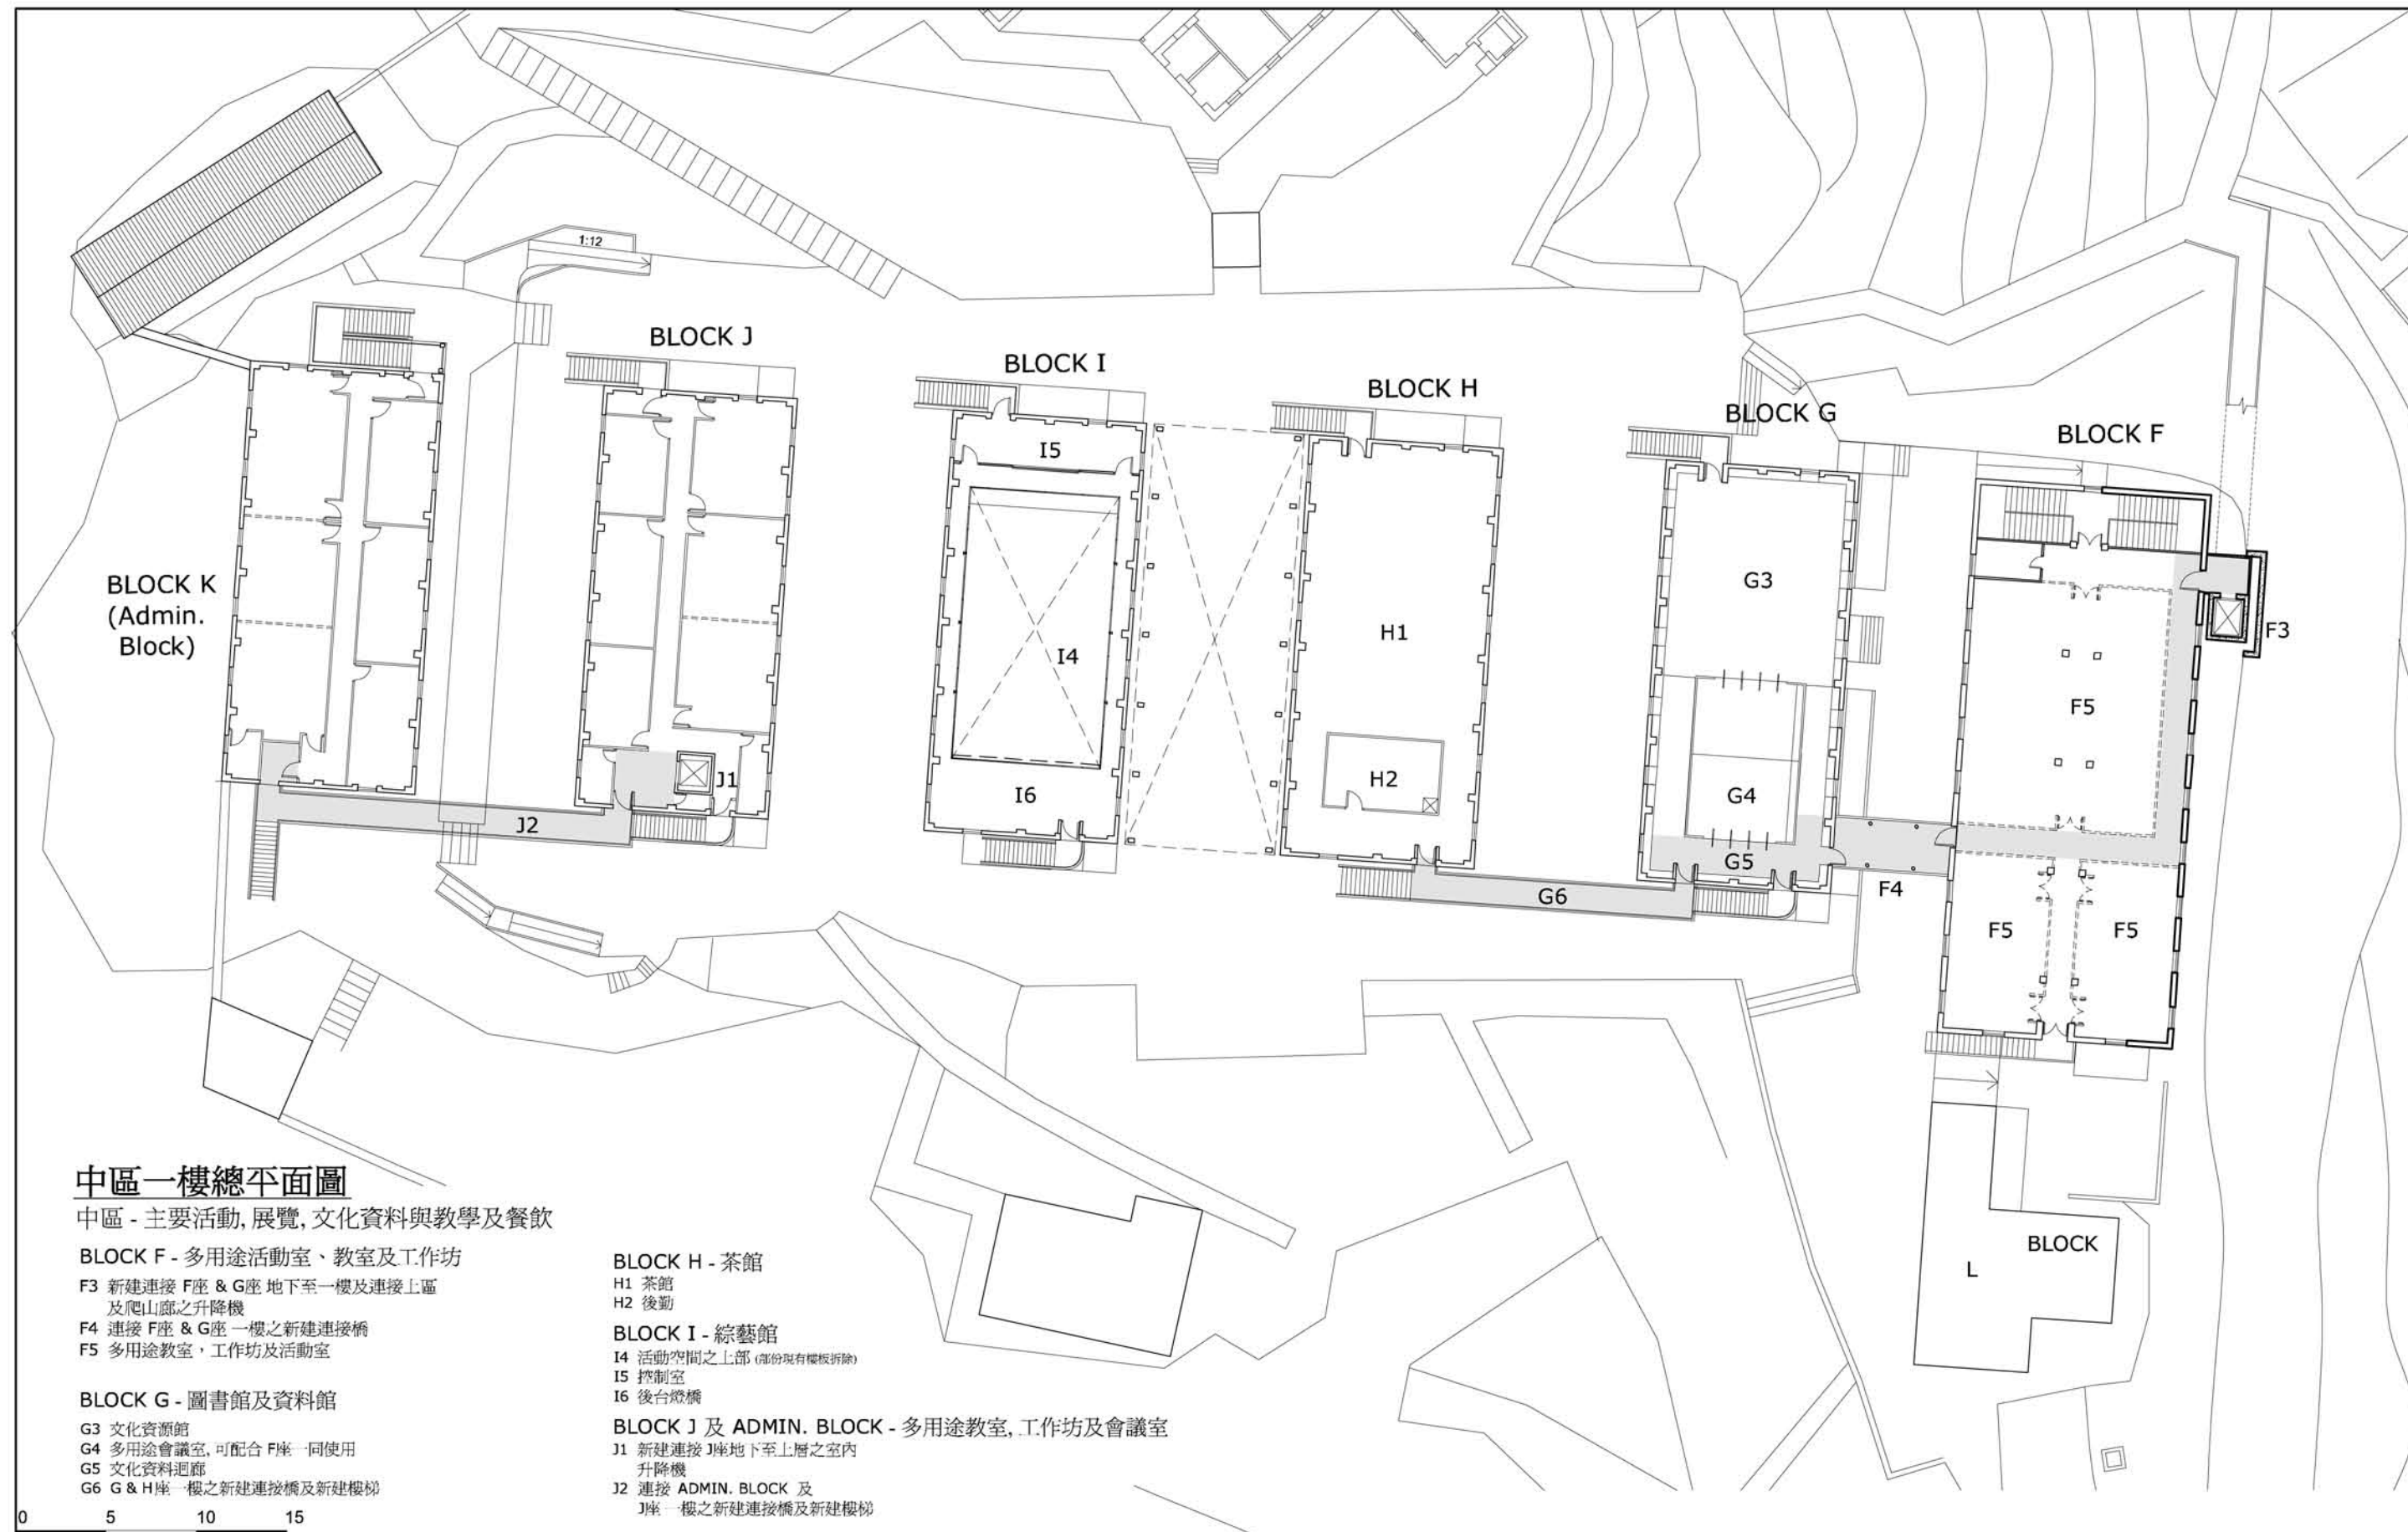 1:12
BLOCK J
BLOCK I
BLOCK H
BLOCK G
BLOCK F
I5
G3
BLOCK K
(Admin.
Block)
H1
F3
I4
F5
J1
H2
I6
G4
J2
G5
G6
F4
F5
F5
BLOCK
L
中區一樓總平面圖
中區 - 主要活動, 展覽, 文化資料與教學及餐飲
BLOCK F - 多用途活動室、教室及工作坊
F3 新建連接 F座 & G座 地下至一樓及連接上區
及爬山廊之升降機
F4 連接 F座 & G座 一樓之新建連接橋
F5 多用途教室，工作坊及活動室
BLOCK G - 圖書館及資料館
G3 文化資源館
G4 多用途會議室, 可配合 F座 一同使用
G5 文化資料迴廊
G6 G & H座 一樓之新建連接橋及新建樓梯
BLOCK H - 茶館
H1 茶館
H2 後勤
BLOCK I - 綜藝館
I4 活動空間之上部 (部份現有樓板拆除)
I5 控制室
I6 後台燈橋
BLOCK J 及 ADMIN. BLOCK - 多用途教室, 工作坊及會議室
J1 新建連接 J座地下至上層之室內
升降機
J2 連接 ADMIN. BLOCK 及
J座 一樓之新建連接橋及新建樓梯
0 5 10 15